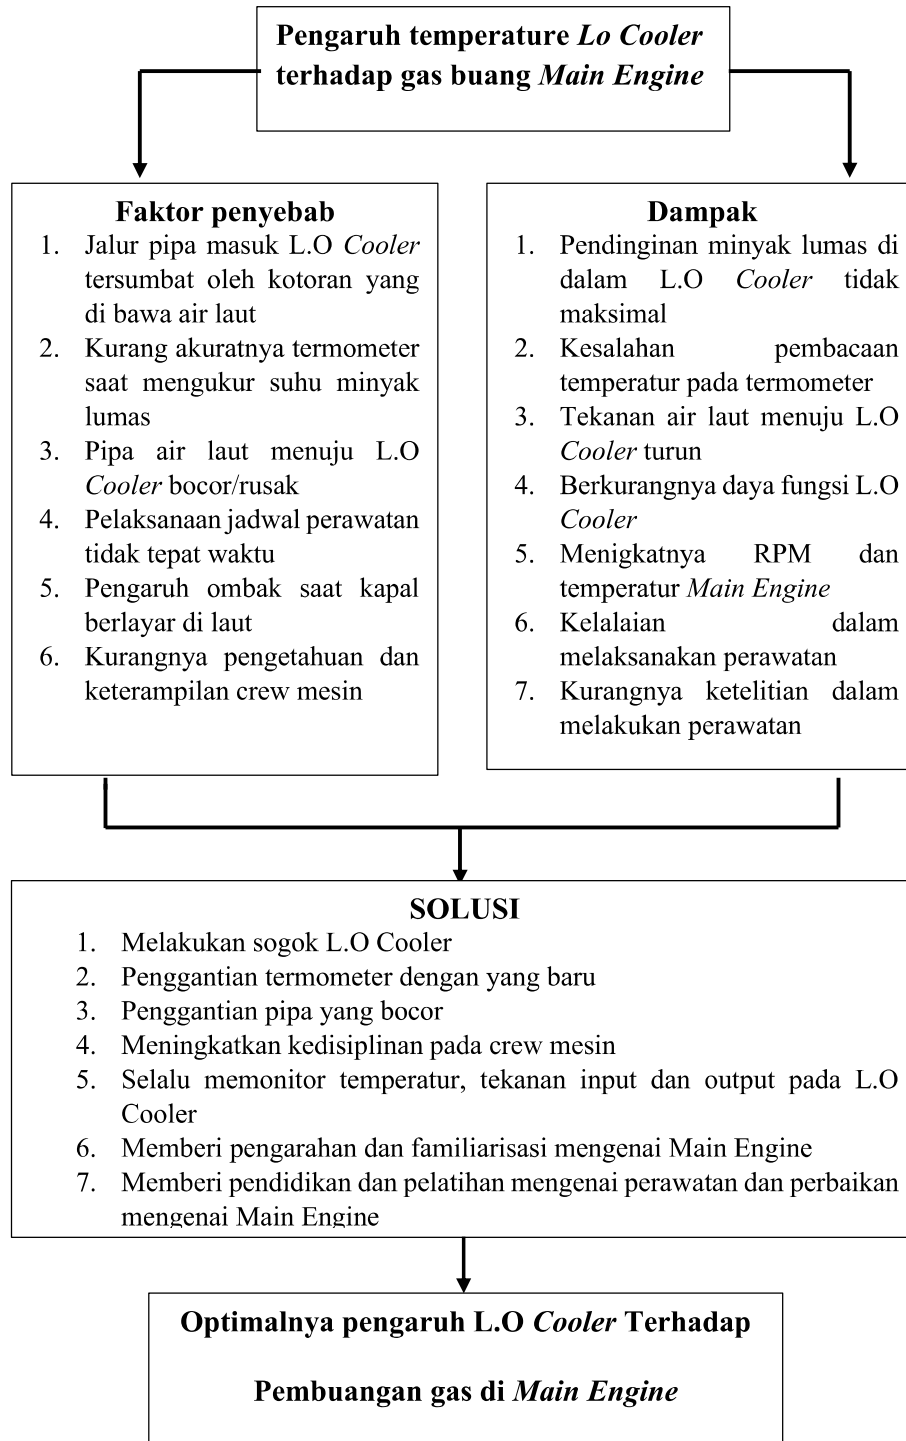 Pengaruh temperature Lo Cooler
terhadap gas buang Main Engine
Faktor penyebab
1. Jalur pipa masuk L.O Cooler
tersumbat oleh kotoran yang
di bawa air laut
2. Kurang akuratnya termometer
saat mengukur suhu minyak
lumas
3. Pipa air laut menuju L.O
Cooler bocor/rusak
4. Pelaksanaan jadwal perawatan
tidak tepat waktu
5. Pengaruh ombak saat kapal
berlayar di laut
6. Kurangnya pengetahuan dan
keterampilan crew mesin
Dampak
1. Pendinginan minyak lumas di
dalam L.O Cooler tidak
maksimal
2. Kesalahan pembacaan
temperatur pada termometer
3. Tekanan air laut menuju L.O
Cooler turun
4. Berkurangnya daya fungsi L.O
Cooler
5. Menigkatnya RPM dan
temperatur Main Engine
6. Kelalaian dalam
melaksanakan perawatan
7. Kurangnya ketelitian dalam
melakukan perawatan
SOLUSI
1. Melakukan sogok L.O Cooler
2. Penggantian termometer dengan yang baru
3. Penggantian pipa yang bocor
4. Meningkatkan kedisiplinan pada crew mesin
5. Selalu memonitor temperatur, tekanan input dan output pada L.O
Cooler
6. Memberi pengarahan dan familiarisasi mengenai Main Engine
7. Memberi pendidikan dan pelatihan mengenai perawatan dan perbaikan
mengenai Main Engine
Optimalnya pengaruh L.O Cooler Terhadap
Pembuangan gas di Main Engine